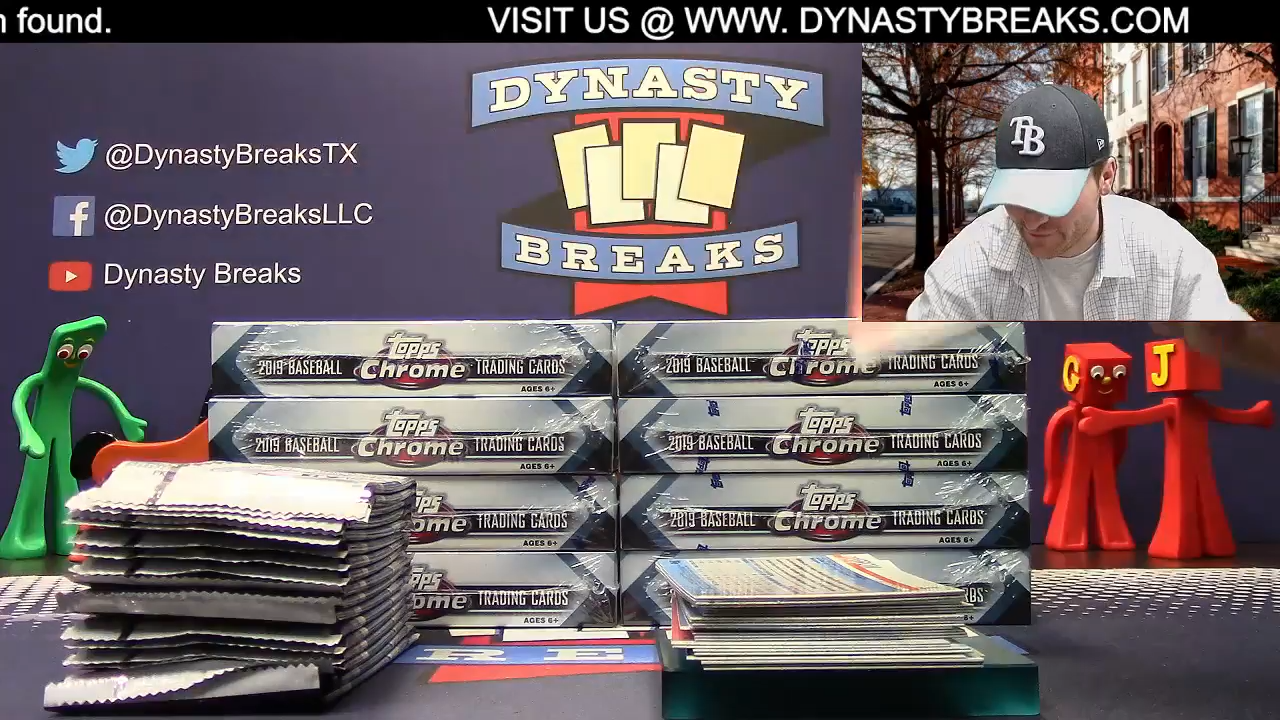 n found.
VISIT US @ WWW. DYNASTYBREAKS.COM
DYNASTY
BREAKS
@DynastyBreaksTX
@DynastyBreaksLLC
Dynasty Breaks
TB
2019 BASEBALL Topps Chrome TRADING CARDS
AGES 6+
2019 BASEBALL Topps Chrome TRADING CARDS
AGES 6+
2019 BASEBALL Topps Chrome TRADING CARDS
AGES 6+
2019 BASEBALL Topps Chrome TRADING CARDS
AGES 6+
TRADING CARDS
AGES 6+
2019 BASEBALL Topps Chrome TRADING CARDS
AGES 6+
TRADING CARDS
AGES 6+
G J
R E